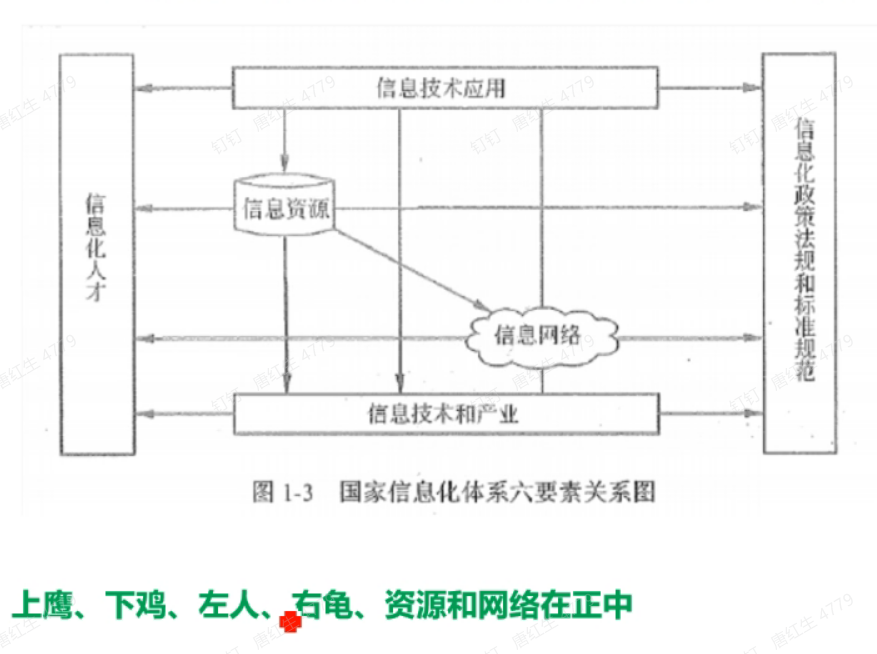 信息技术应用
信息资源
信息化人才
信息化政策法规和标准规范
信息网络
信息技术和产业
图 1-3 国家信息化体系六要素关系图
上鹰、下鸡、左人、右龟、资源和网络在正中
钉钉 唐红生 4779